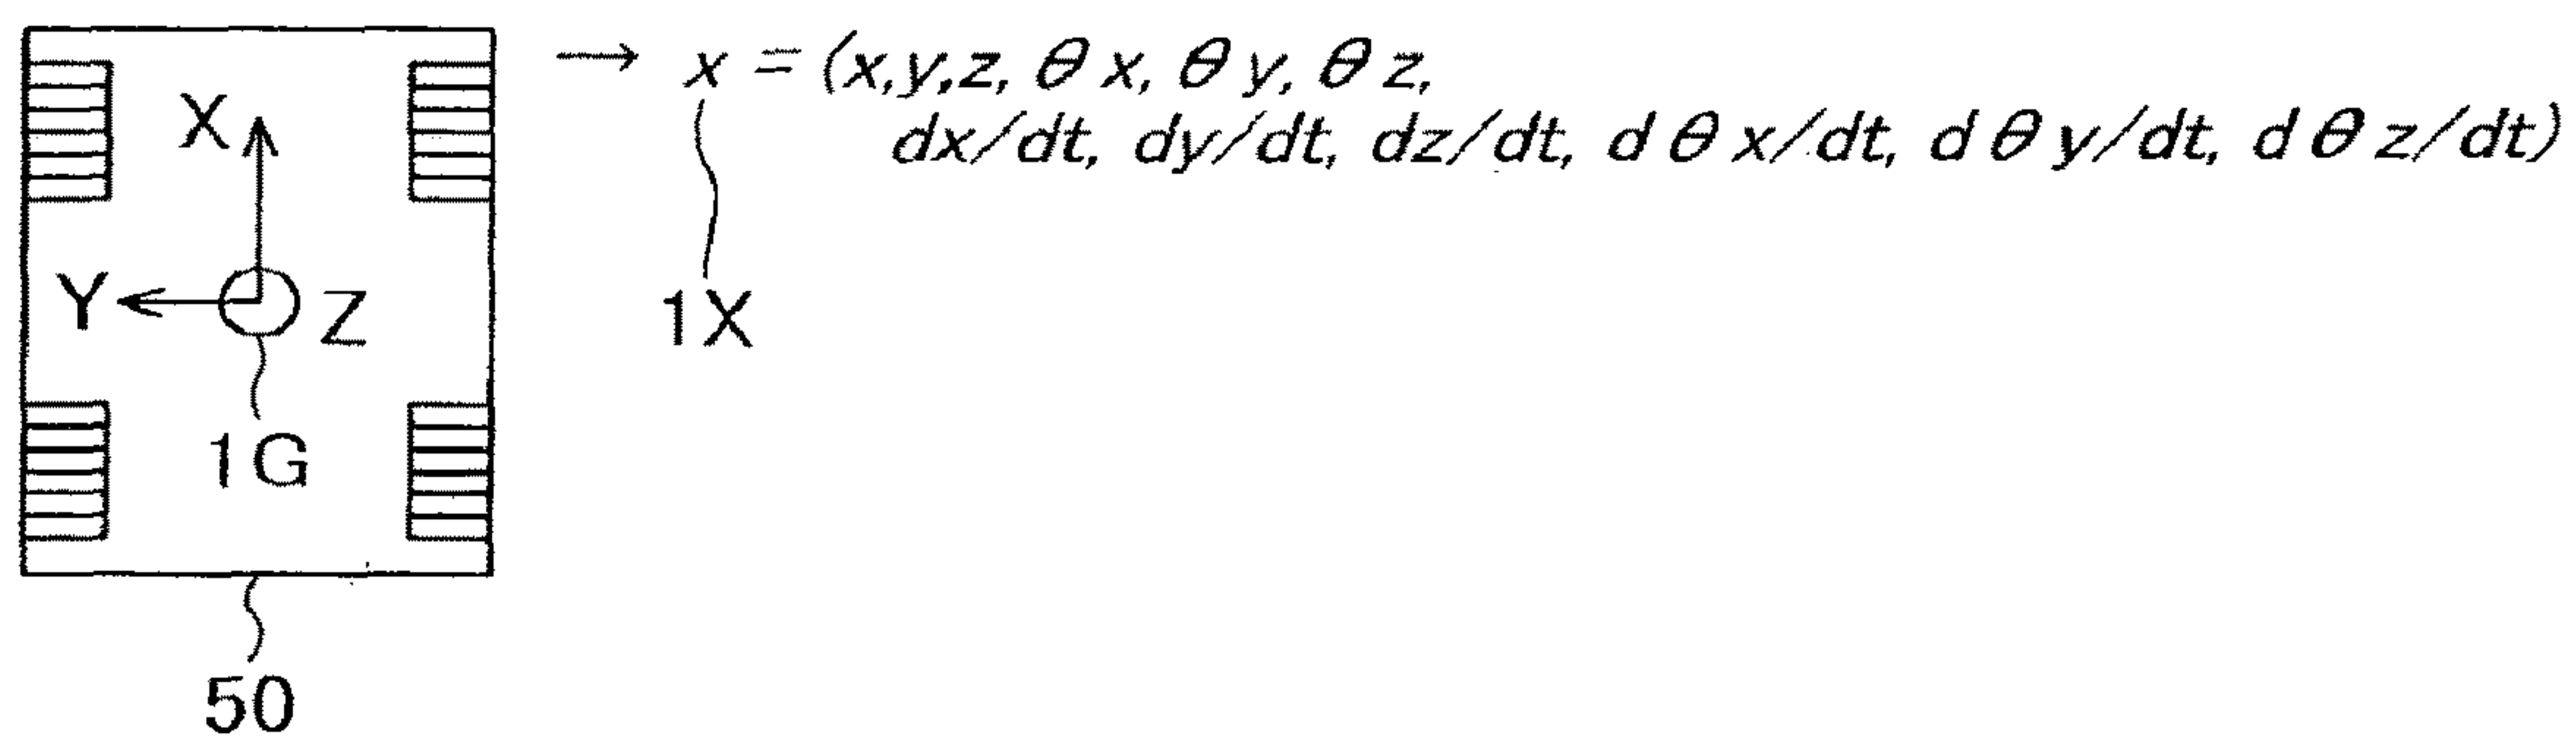 → x = (x,y,z, θx, θy, θz,
dx/dt, dy/dt, dz/dt, dθx/dt, dθy/dt, dθz/dt)
X
Y
Z
1X
1G
50